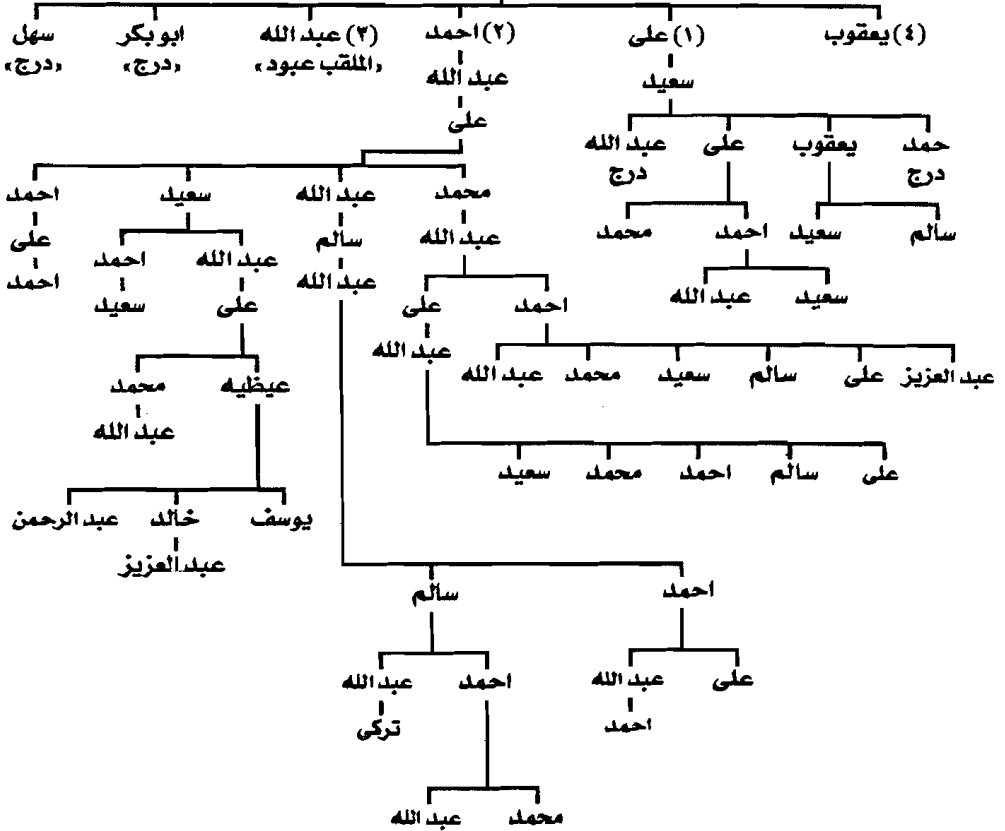 (٤) يعقوب (١) على (٢) احمد (٣) عبد الله ابو بكر سهل
«الملقب عبود» «درج» «درج»
سعيد عبد الله
على
حمد يعقوب على عبد الله
درج درج
محمد عبد الله سعيد احمد
سالم سعيد احمد محمد
عبد الله سالم على
عبد الله احمد
سعيد عبد الله
عبد الله احمد
على سعيد
احمد على
عبد الله
عبد العزيز على سالم سعيد محمد عبد الله
عيظيه محمد
عبد الله
على سالم احمد محمد سعيد
يوسف خالد عبد الرحمن
عبد العزيز
احمد سالم
على عبد الله احمد عبد الله
احمد تركى
محمد عبد الله